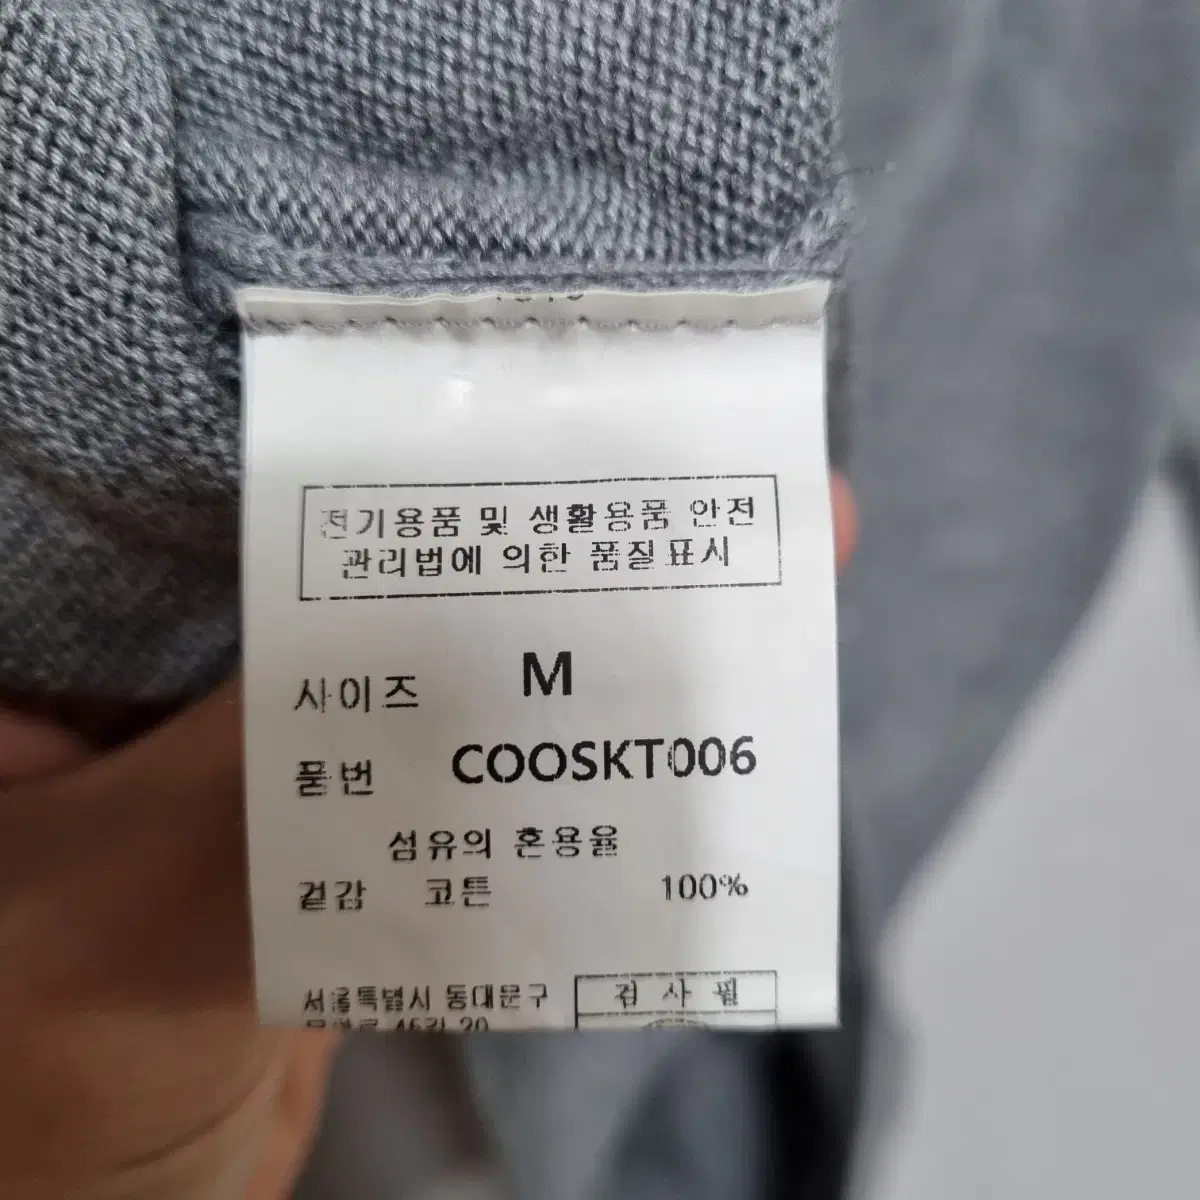 전기용품 및 생활용품 안전
관리법에 의한 품질표시
사이즈 M
품번 COOSKT006
섬유의 혼용율
겉감 코튼 100%
서울특별시 동대문구
검사필